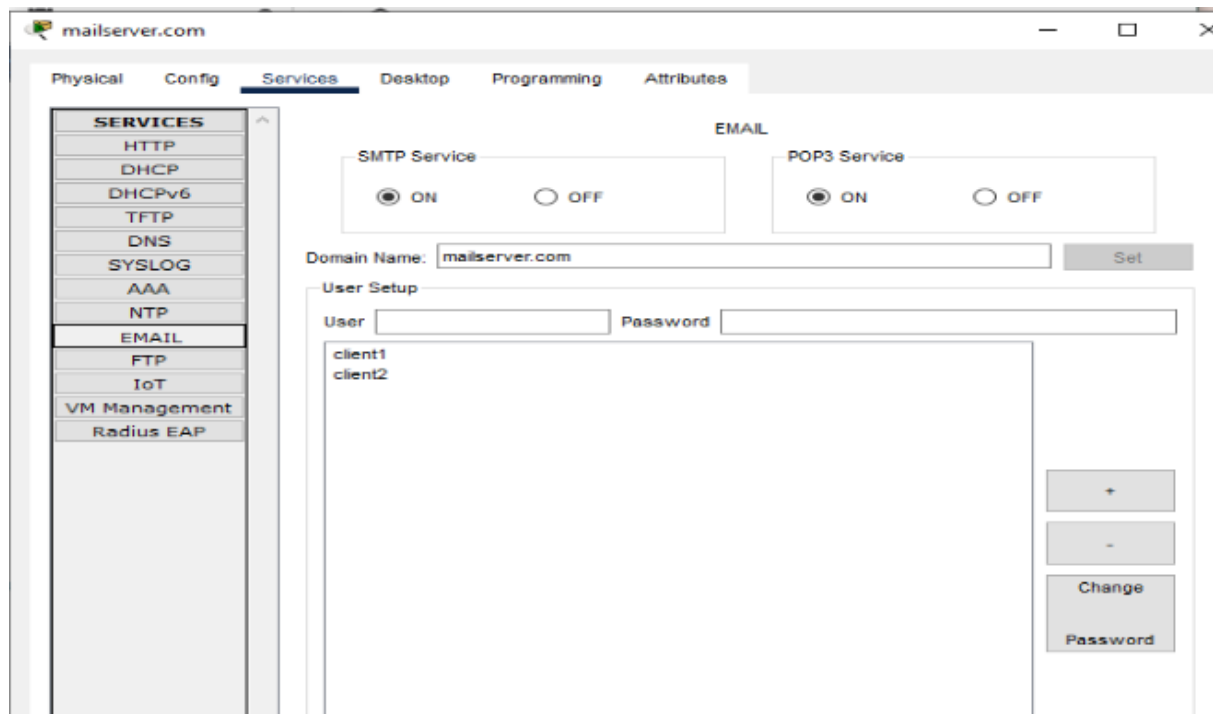 mailserver.com
Physical Config Services Desktop Programming Attributes
SERVICES
HTTP
DHCP
DHCPv6
TFTP
DNS
SYSLOG
AAA
NTP
EMAIL
FTP
IoT
VM Management
Radius EAP
EMAIL
SMTP Service
ON OFF
POP3 Service
ON OFF
Domain Name: mailserver.com Set
User Setup
User Password
client1
client2
+
-
Change
Password